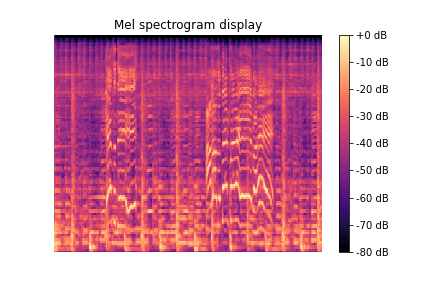 Mel spectrogram display
+0 dB
-10 dB
-20 dB
-30 dB
-40 dB
-50 dB
-60 dB
-70 dB
-80 dB